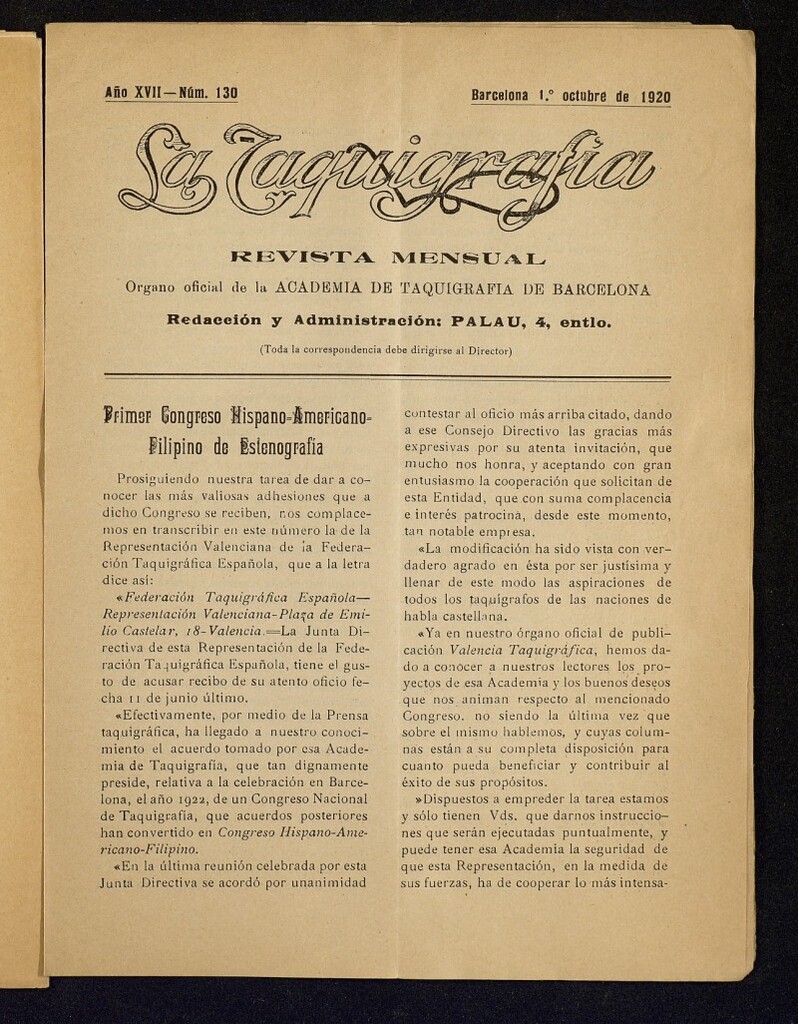 Año XVII—Núm. 130
Barcelona 1.º octubre de 1920
La Taquigrafía
REVISTA MENSUAL
Organo oficial de la ACADEMIA DE TAQUIGRAFIA DE BARCELONA
Redacción y Administración: PALAU, 4, entlo.
(Toda la correspondencia debe dirigirse al Director)
Primer Congreso Hispano-Americano-
Filipino de Estenografía
Prosiguiendo nuestra tarea de dar a co-
nocer las más valiosas adhesiones que a
dicho Congreso se reciben, nos complace-
mos en transcribir en este número la de la
Representación Valenciana de la Federa-
ción Taquigráfica Española, que a la letra
dice así:
«Federación Taquigráfica Española—
Representación Valenciana-Plaça de Emi-
lio Castelar, 18-Valencia.=La Junta Di-
rectiva de esta Representación de la Fede-
ración Taquigráfica Española, tiene el gus-
to de acusar recibo de su atento oficio fe-
cha 11 de junio último.
«Efectivamente, por medio de la Prensa
taquigráfica, ha llegado a nuestro conoci-
miento el acuerdo tomado por esa Acade-
mia de Taquigrafía, que tan dignamente
preside, relativa a la celebración en Barce-
lona, el año 1922, de un Congreso Nacional
de Taquigrafia, que acuerdos posteriores
han convertido en Congreso Hispano-Ame-
ricano-Filipino.
«En la última reunión celebrada por esta
Junta Directiva se acordó por unanimidad
contestar al oficio más arriba citado, dando
a ese Consejo Directivo las gracias más
expresivas por su atenta invitación, que
mucho nos honra, y aceptando con gran
entusiasmo la cooperación que solicitan de
esta Entidad, que con suma complacencia
e interés patrocina, desde este momento,
tan notable empresa.
«La modificación ha sido vista con ver-
dadero agrado en ésta por ser justísima y
llenar de este modo las aspiraciones de
todos los taquígrafos de las naciones de
habla castellana.
«Ya en nuestro órgano oficial de publi-
cación Valencia Taquigráfica, hemos da-
do a conocer a nuestros lectores los pro-
yectos de esa Academia y los buenos deseos
que nos animan respecto al mencionado
Congreso. no siendo la última vez que
sobre el mismo hablemos, y cuyas colum-
nas están a su completa disposición para
cuanto pueda beneficiar y contribuir al
éxito de sus propósitos.
»Dispuestos a empreder la tarea estamos
y sólo tienen Vds. que darnos instruccio-
nes que serán ejecutadas puntualmente, y
puede tener esa Academia la seguridad de
que esta Representación, en la medida de
sus fuerzas, ha de cooperar lo más intensa-